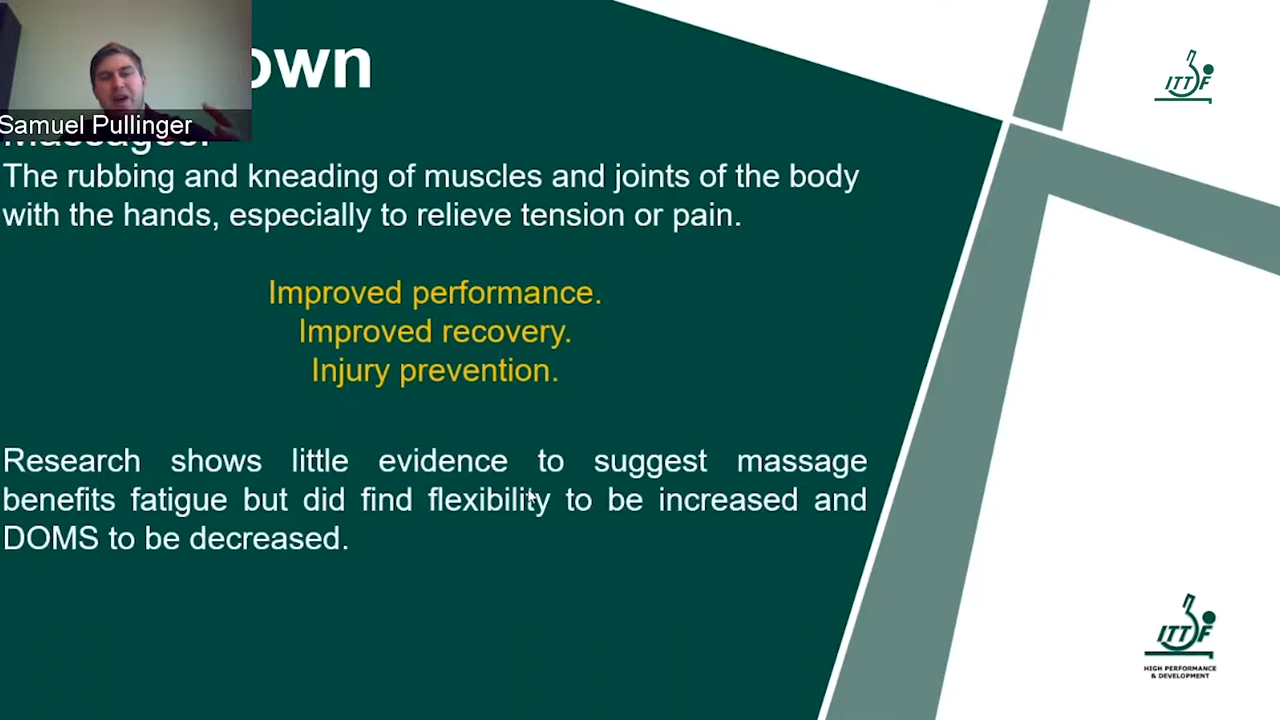 own
Samuel Pullinger
Massages:
The rubbing and kneading of muscles and joints of the body
with the hands, especially to relieve tension or pain.
Improved performance.
Improved recovery.
Injury prevention.
Research shows little evidence to suggest massage
benefits fatigue but did find flexibility to be increased and
DOMS to be decreased.
ITTF
ITTF
HIGH PERFORMANCE
& DEVELOPMENT